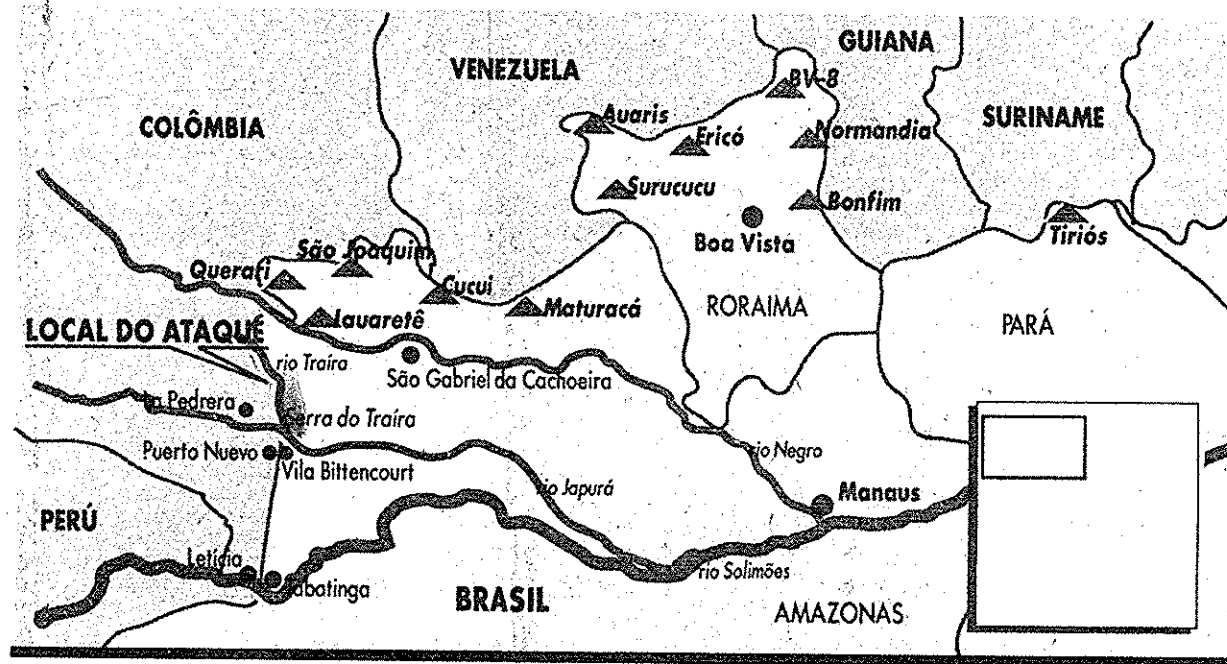 GUIANA
VENEZUELA
BV-8
COLÔMBIA
Auaris
Ericó
Normandia
SURINAME
Surucucu
Bonfim
Boa Vista
Tiriós
São Joaquim
Querari
Cucui
Maturacá
RORAIMA
Iauaretê
PARÁ
LOCAL DO ATAQUE
rio Traíra
São Gabriel da Cachoeira
La Pedrera
Serra do Traíra
Puerto Nuevo
Vila Bittencourt
rio Negro
rio Japurá
Manaus
PERÚ
Letícia
Tabatinga
rio Solimões
BRASIL
AMAZONAS